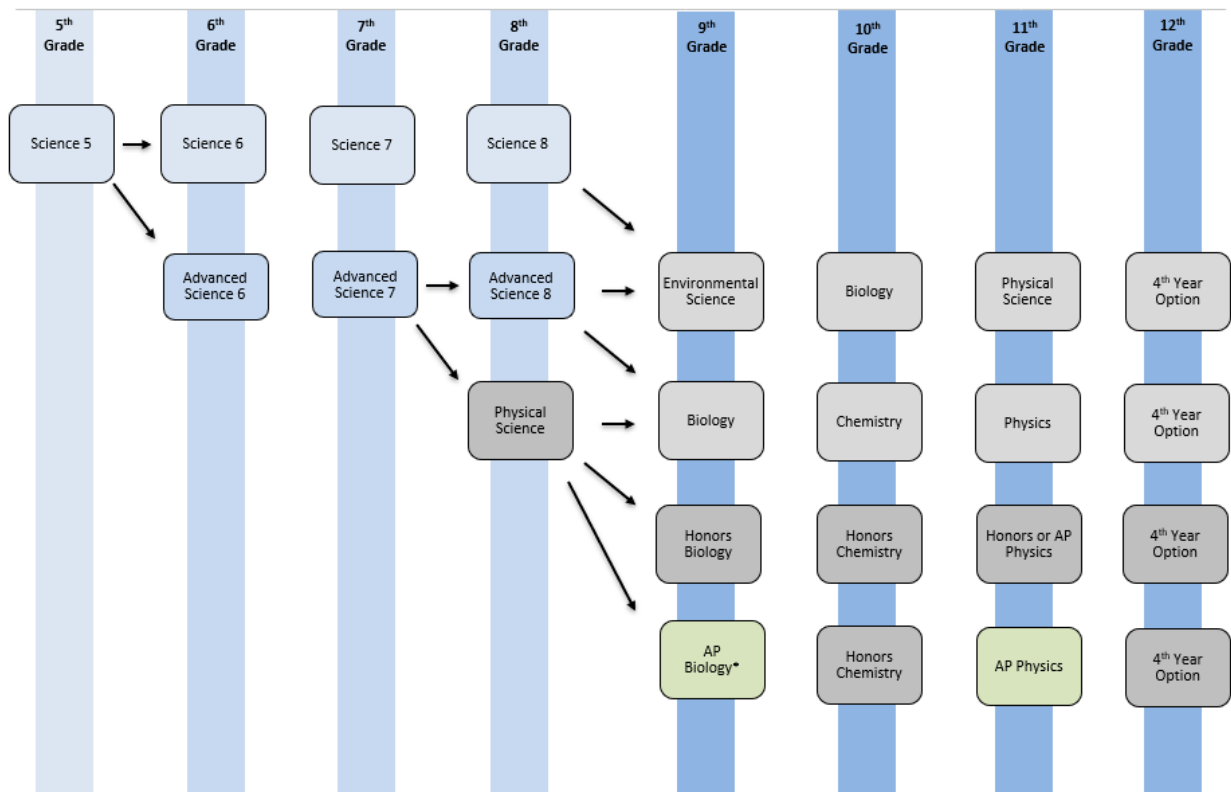 5th
Grade
6th
Grade
7th
Grade
8th
Grade
9th
Grade
10th
Grade
11th
Grade
12th
Grade
Science 5
Science 6
Science 7
Science 8
Advanced
Science 6
Advanced
Science 7
Advanced
Science 8
Environmental
Science
Biology
Physical
Science
4th Year
Option
Physical
Science
Biology
Chemistry
Physics
4th Year
Option
Honors
Biology
Honors
Chemistry
Honors or AP
Physics
4th Year
Option
AP
Biology*
Honors
Chemistry
AP Physics
4th Year
Option